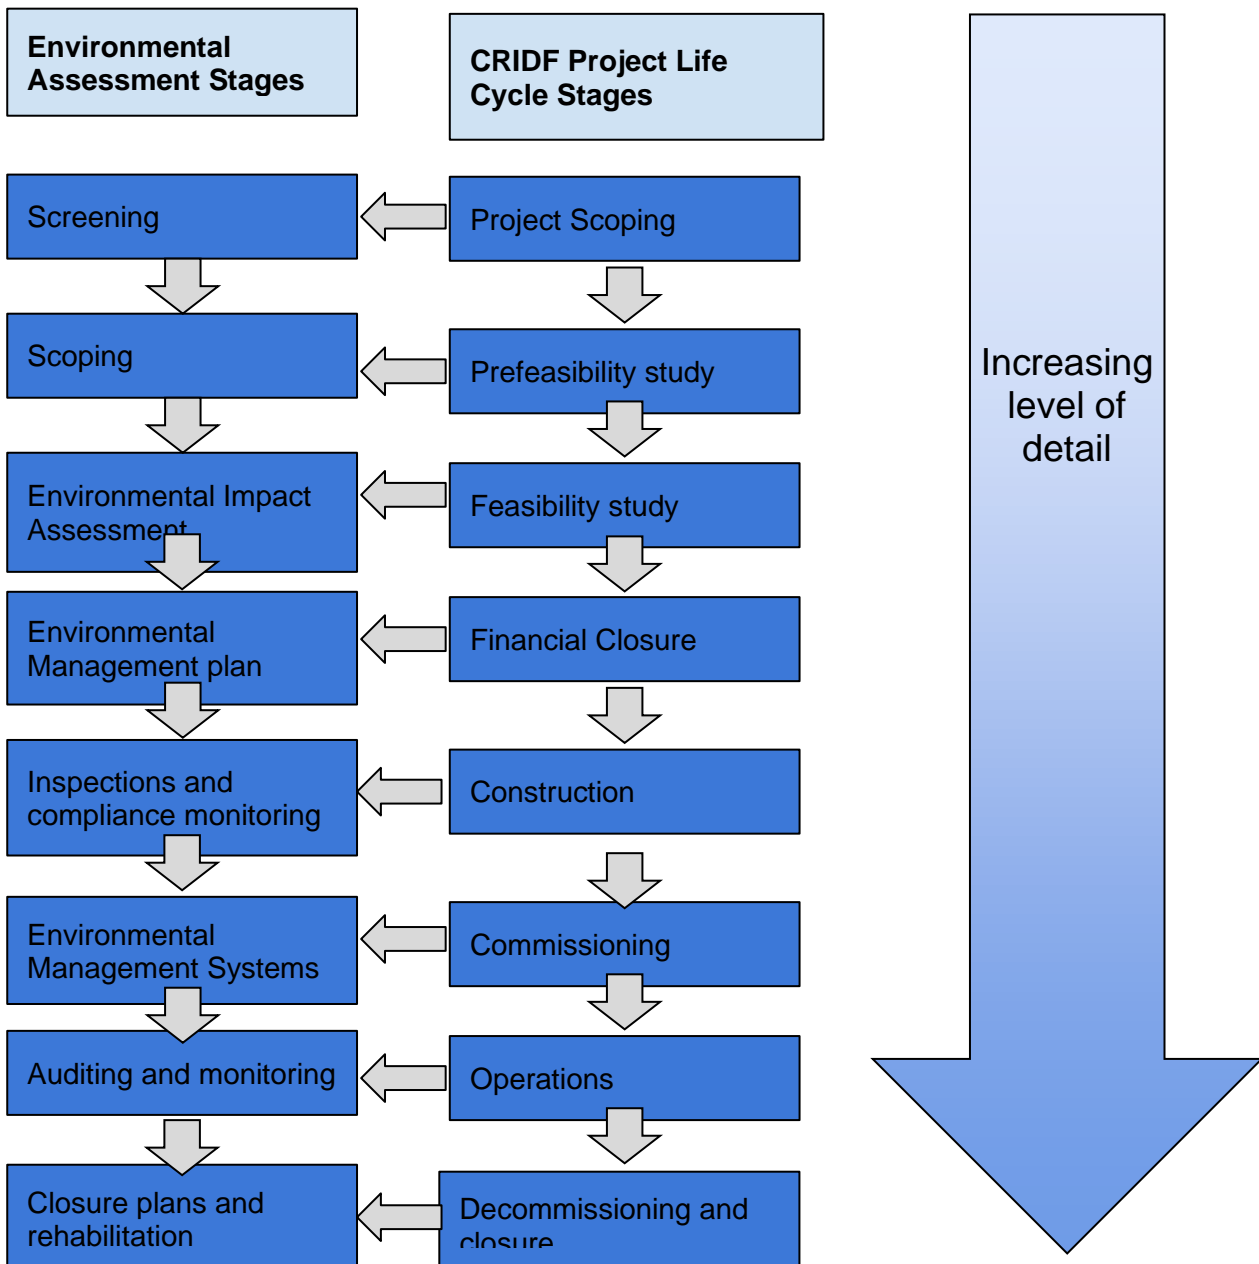 Environmental
Assessment Stages
CRIDF Project Life
Cycle Stages
Screening
Project Scoping
Scoping
Prefeasibility study
Environmental Impact
Assessment
Feasibility study
Environmental
Management plan
Financial Closure
Inspections and
compliance monitoring
Construction
Environmental
Management Systems
Commissioning
Auditing and monitoring
Operations
Closure plans and
rehabilitation
Decommissioning and
closure
Increasing
level of
detail